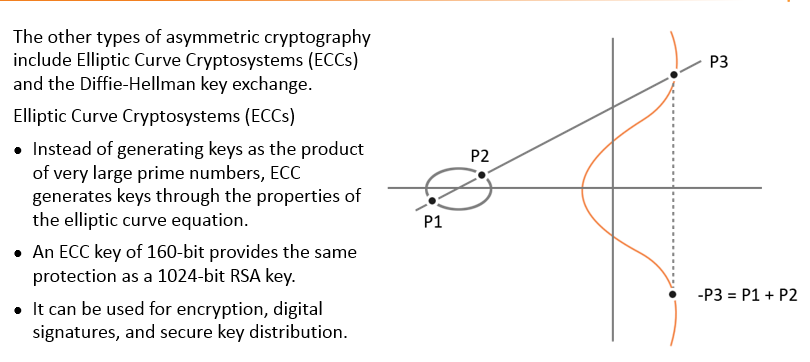 The other types of asymmetric cryptography
include Elliptic Curve Cryptosystems (ECCs)
and the Diffie-Hellman key exchange.
Elliptic Curve Cryptosystems (ECCs)
• Instead of generating keys as the product
of very large prime numbers, ECC
generates keys through the properties of
the elliptic curve equation.
• An ECC key of 160-bit provides the same
protection as a 1024-bit RSA key.
• It can be used for encryption, digital
signatures, and secure key distribution.
P3
P2
P1
-P3 = P1 + P2